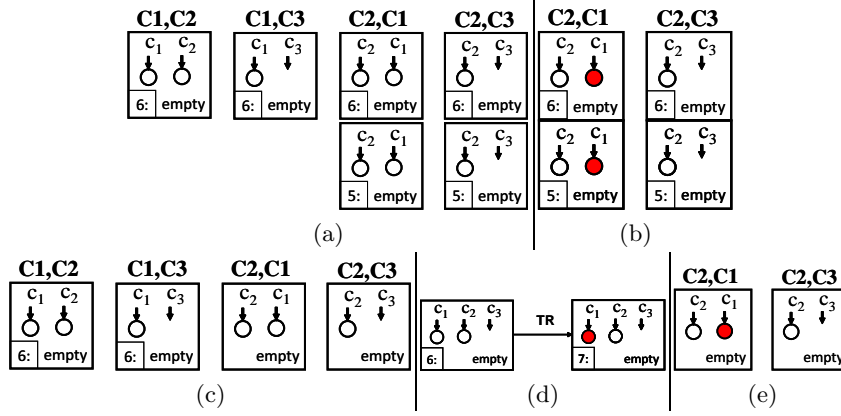 C1,C2 C1,C3 C2,C1 C2,C3 C2,C1 C2,C3
c1 c2 c1 c3 c2 c1 c2 c3 c2 c1 c2 c3
6: empty 6: empty 6: empty 6: empty 6: empty 6: empty
c2 c1 c2 c3 c2 c1 c2 c3
5: empty 5: empty 5: empty 5: empty
(a) (b)
C1,C2 C1,C3 C2,C1 C2,C3 C2,C1 C2,C3
c1 c2 c1 c3 c2 c1 c2 c3 c1 c2 c3 TR c1 c2 c3 c2 c1 c2 c3
6: empty 6: empty empty empty 6: empty 7: empty empty empty
(c) (d) (e)